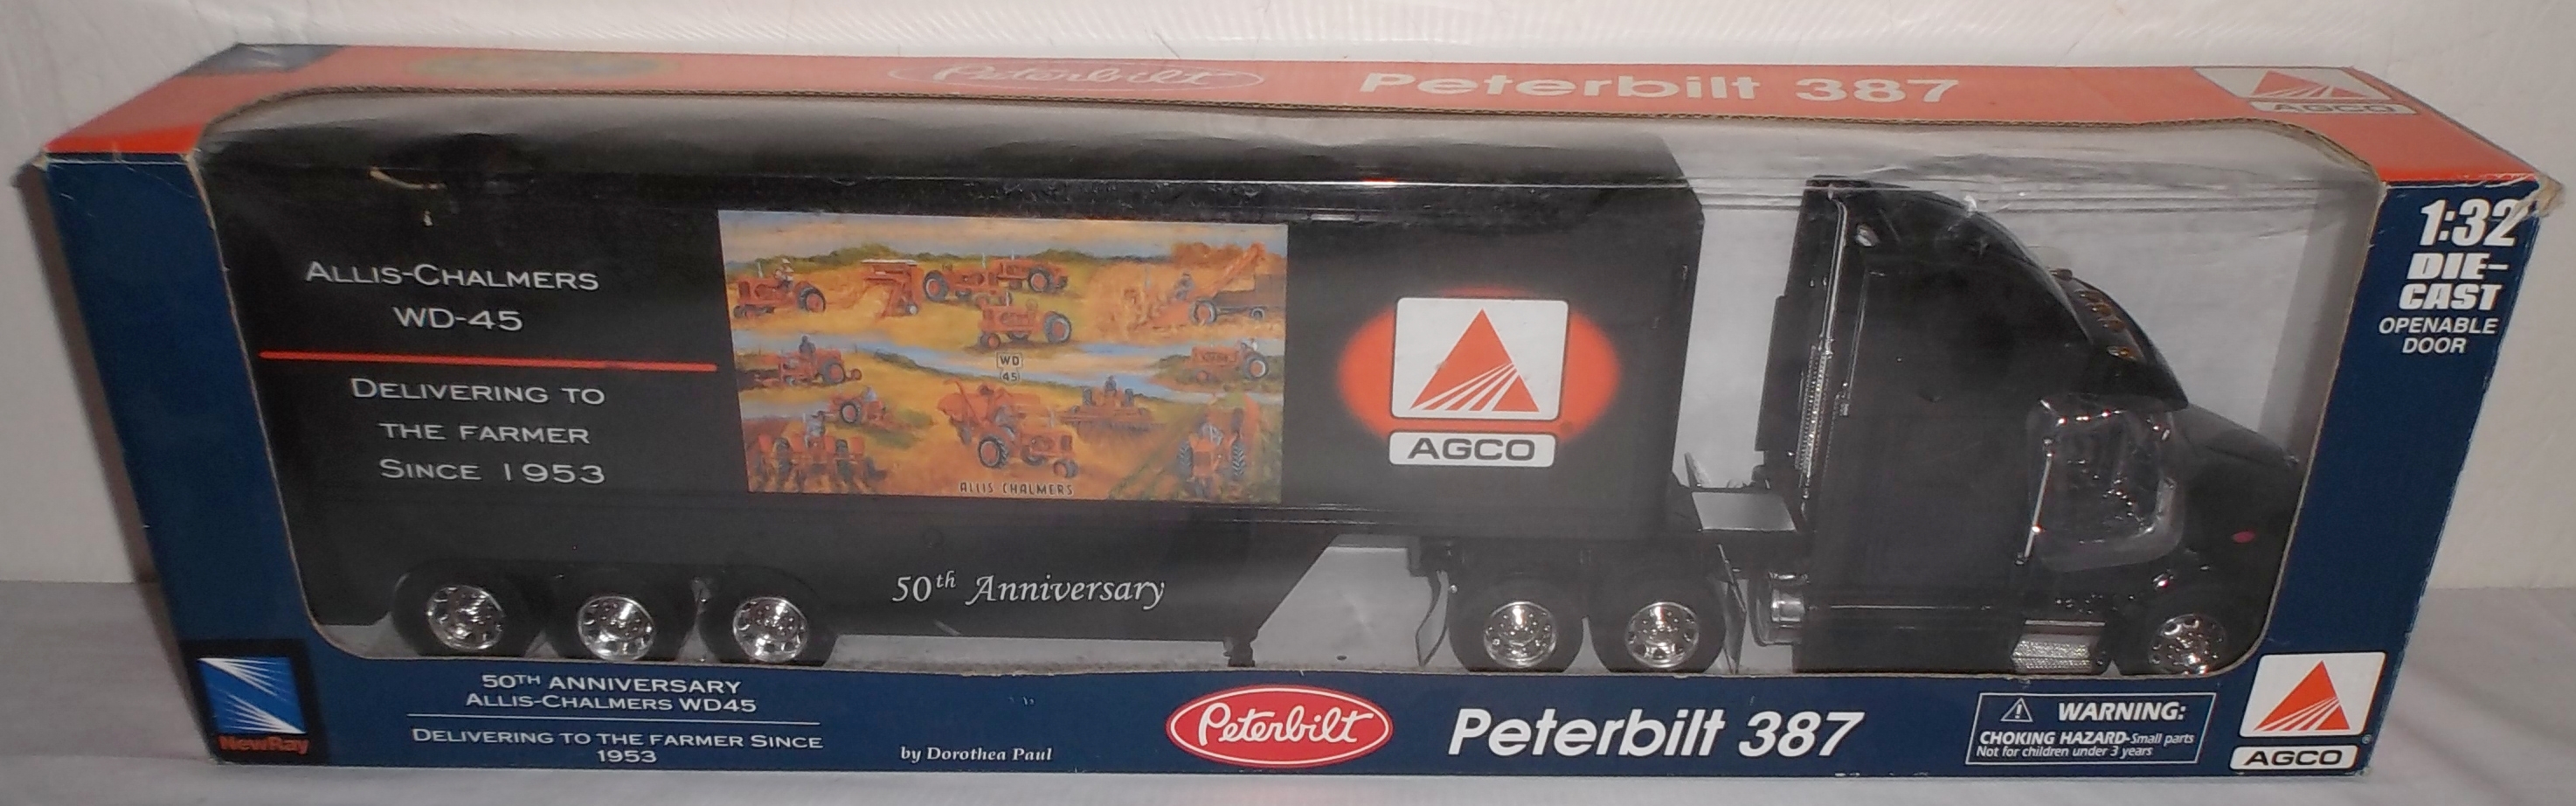 Peterbilt
Peterbilt 387
AGCO
1:32
DIE-
CAST
OPENABLE
DOOR
ALLIS-CHALMERS
WD-45
DELIVERING TO
THE FARMER
SINCE 1953
WD
45
ALLIS CHALMERS
AGCO
50th Anniversary
NewRay
50TH ANNIVERSARY
ALLIS-CHALMERS WD45
DELIVERING TO THE FARMER SINCE
1953
by Dorothea Paul
Peterbilt
Peterbilt 387
WARNING:
CHOKING HAZARD-Small parts
Not for children under 3 years
AGCO